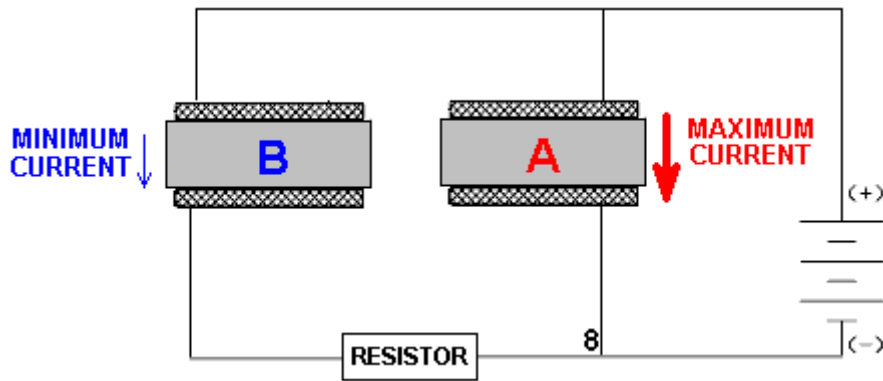 MINIMUM
CURRENT
B
A
MAXIMUM
CURRENT
(+)
RESISTOR
8
(-)